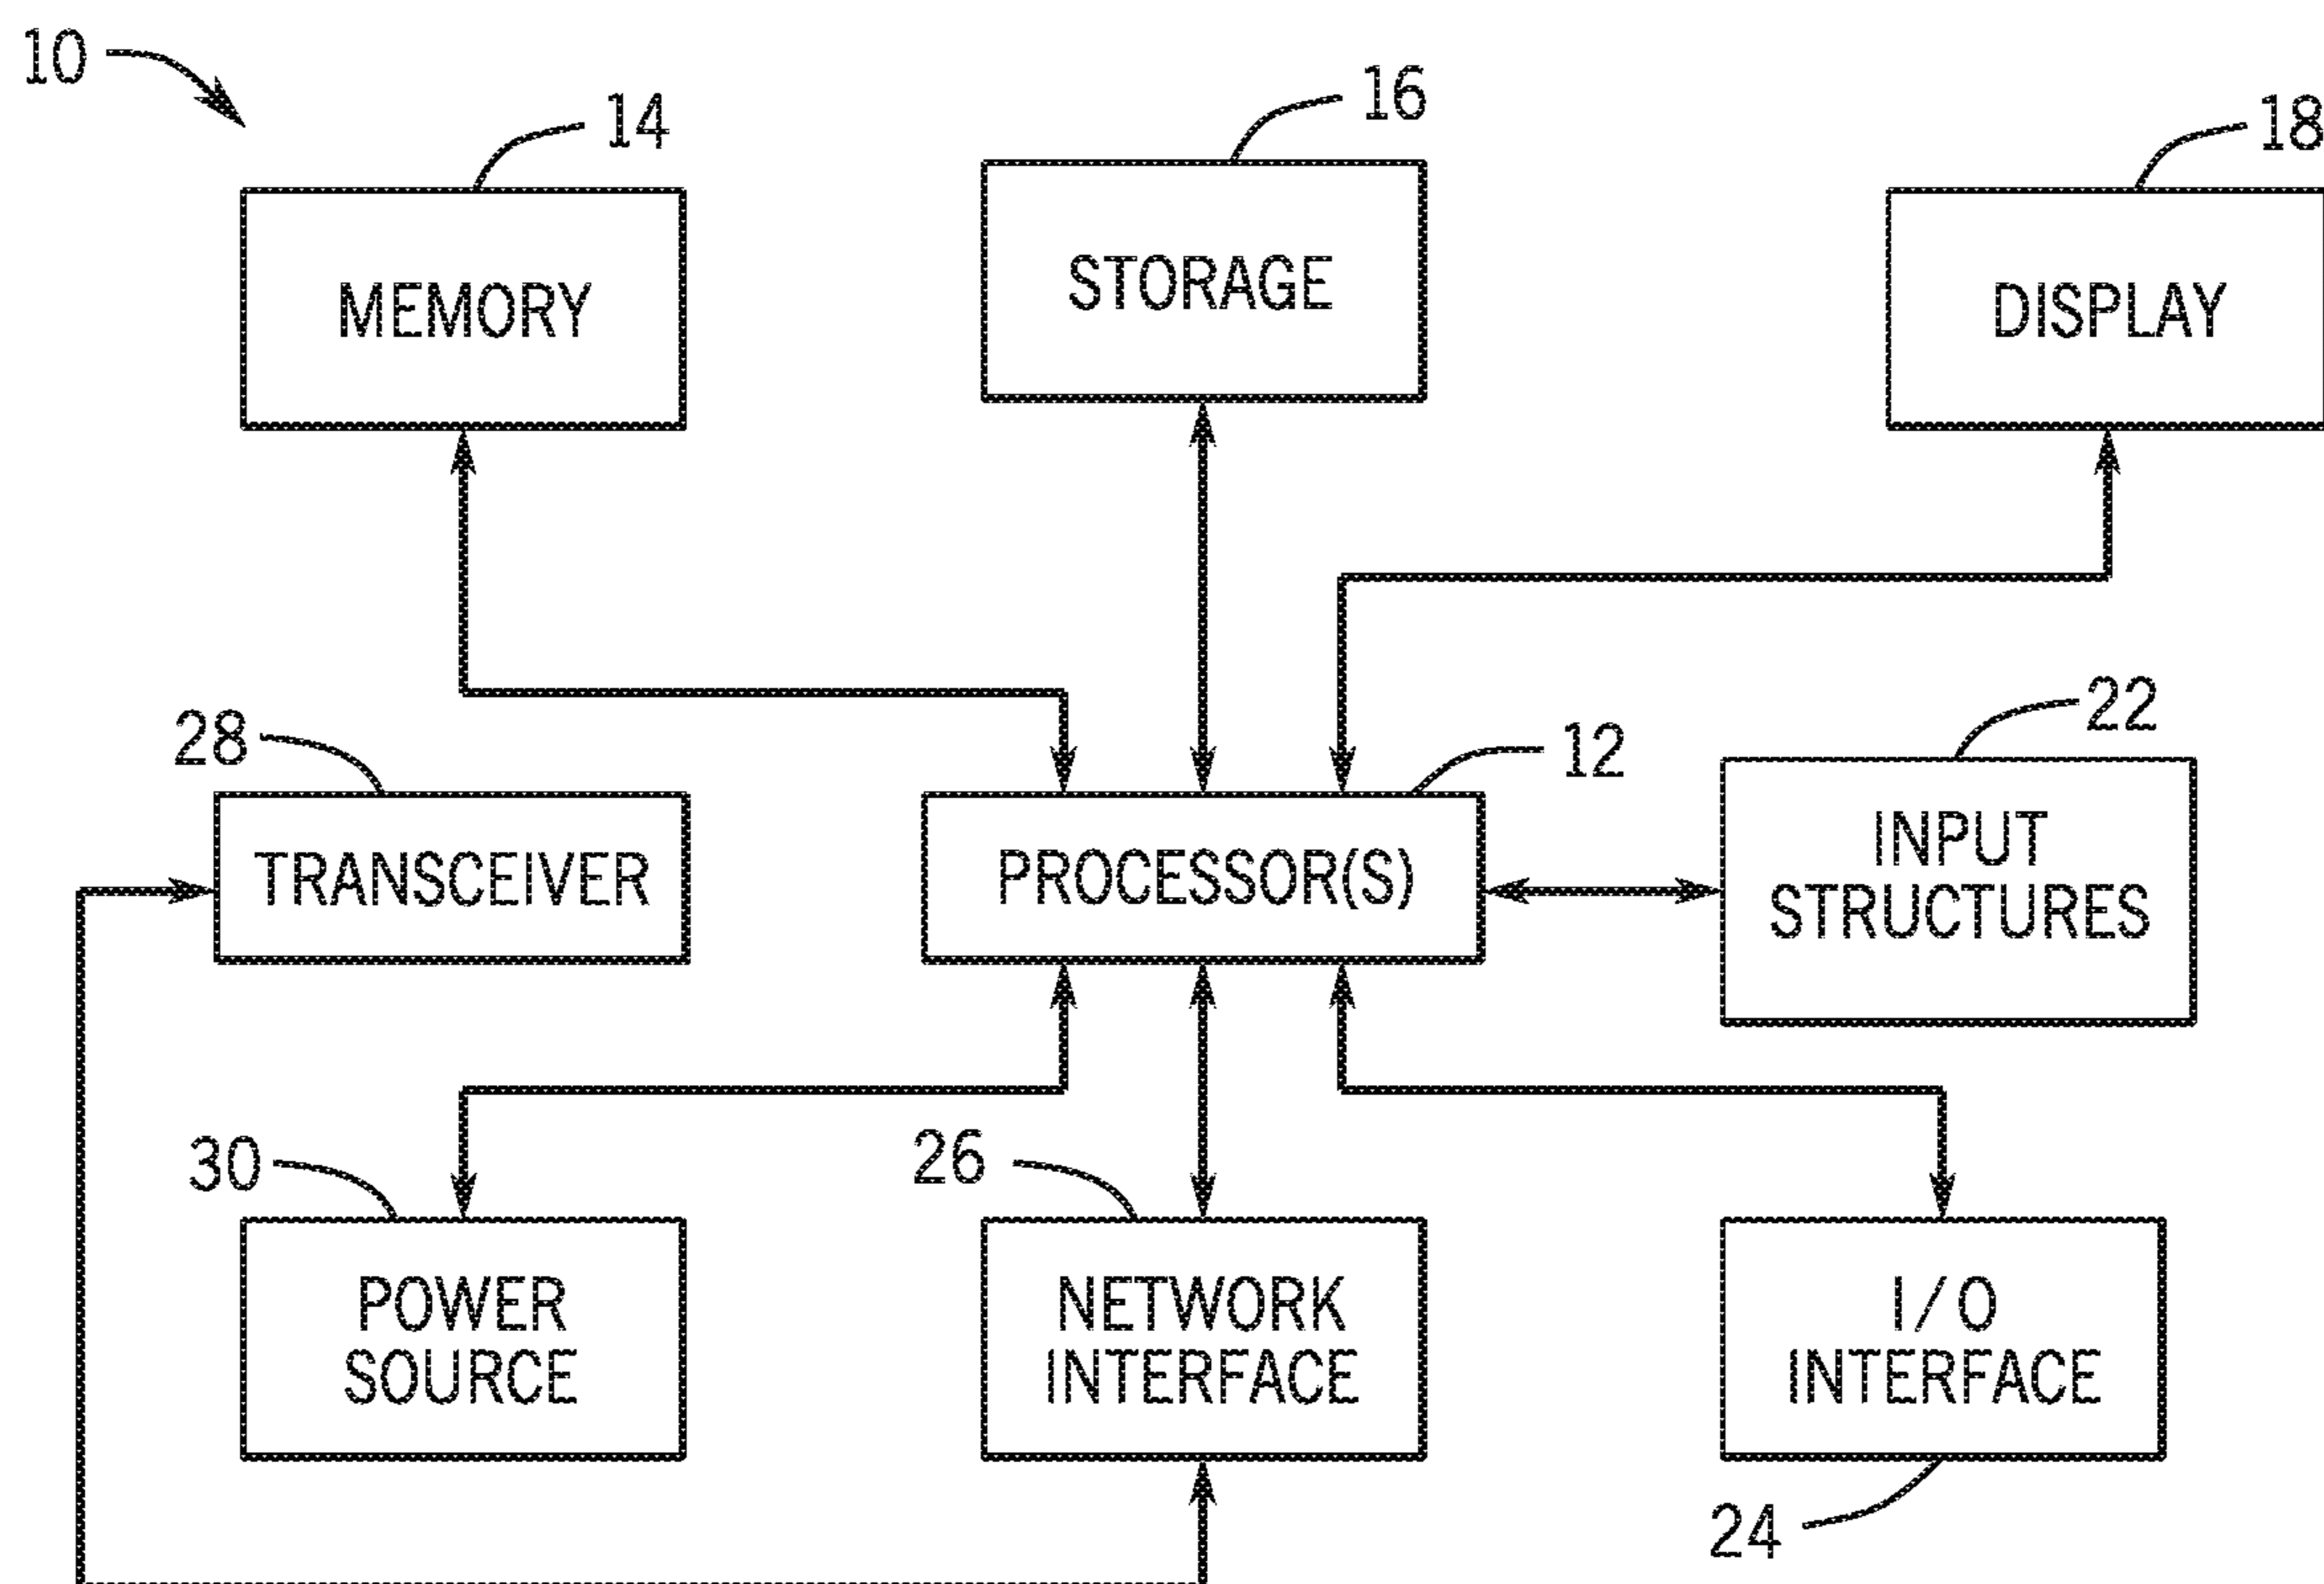 10
14
16
18
MEMORY
STORAGE
DISPLAY
28
12
22
TRANSCEIVER
PROCESSOR(S)
INPUT
STRUCTURES
30
26
POWER
SOURCE
NETWORK
INTERFACE
I/O
INTERFACE
24